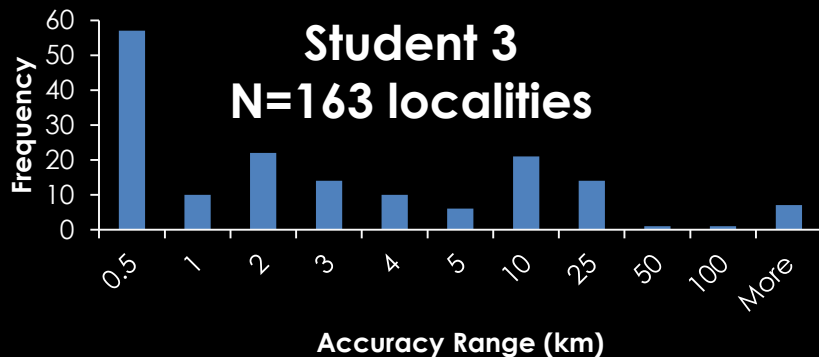 Student 3
N=163 localities
Frequency
60
50
40
30
20
10
0
0.5 1 2 3 4 5 10 25 50 100 More
Accuracy Range (km)